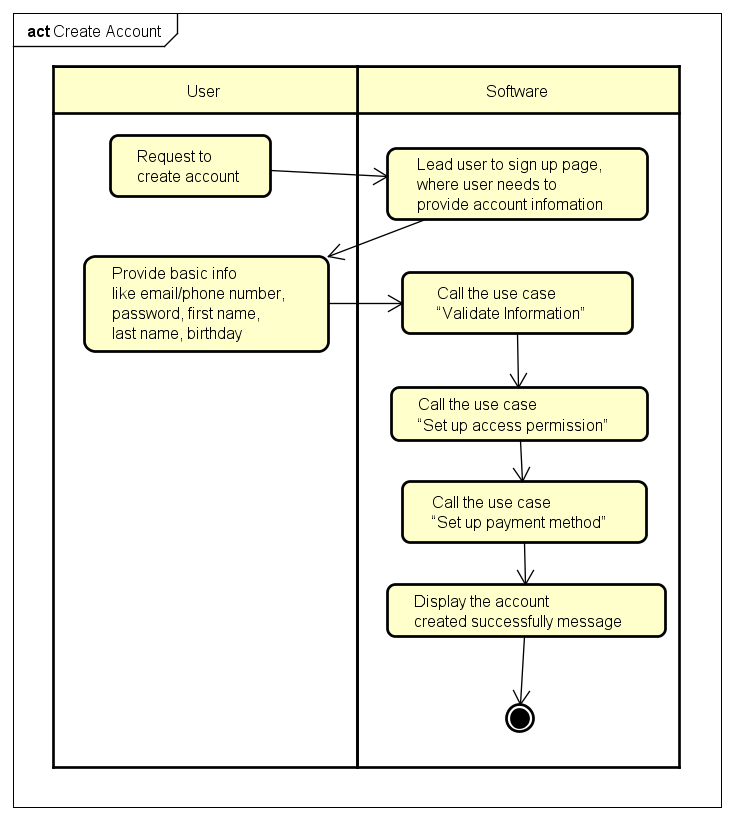 act Create Account
User
Software
Request to
create account
Lead user to sign up page,
where user needs to
provide account infomation
Provide basic info
like email/phone number,
password, first name,
last name, birthday
Call the use case
“Validate Information”
Call the use case
“Set up access permission”
Call the use case
“Set up payment method”
Display the account
created successfully message